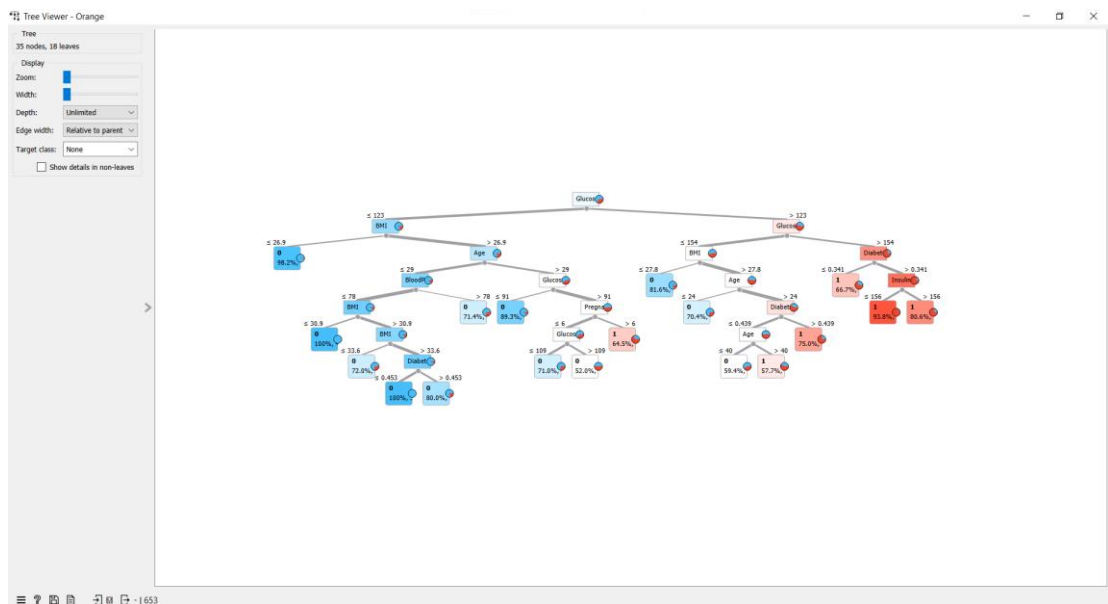 Tree Viewer - Orange
Tree
35 nodes, 18 leaves
Display
Zoom:
Width:
Depth: Unlimited
Edge width: Relative to parent
Target class: None
Show details in non-leaves
Glucos
≤ 123 > 123
BMI Glucos
≤ 26.9 > 26.9 ≤ 154 > 154
0 Age BMI Diabet
98.2%,
≤ 29 > 29 ≤ 27.8 > 27.8 ≤ 0.341 > 0.341
BloodP Glucos 0 Age 1 Insulin
81.6%, 66.7%,
≤ 78 > 78 ≤ 91 > 91 ≤ 24 > 24 ≤ 156 > 156
BMI 0 0 Pregna 0 Diabet 1 1
71.4%, 89.3%, 70.4%, 93.8%, 80.6%,
≤ 30.9 > 30.9 ≤ 6 > 6 ≤ 0.439 > 0.439
0 BMI Glucos 1 Age 1
100%, 64.5%, 75.0%,
≤ 33.6 > 33.6 ≤ 109 > 109 ≤ 40 > 40
0 Diabet 0 0 0 1
72.0%, 71.0%, 52.0%, 59.4%, 57.7%,
≤ 0.453 > 0.453
0 0
100%, 80.0%,
- | 653